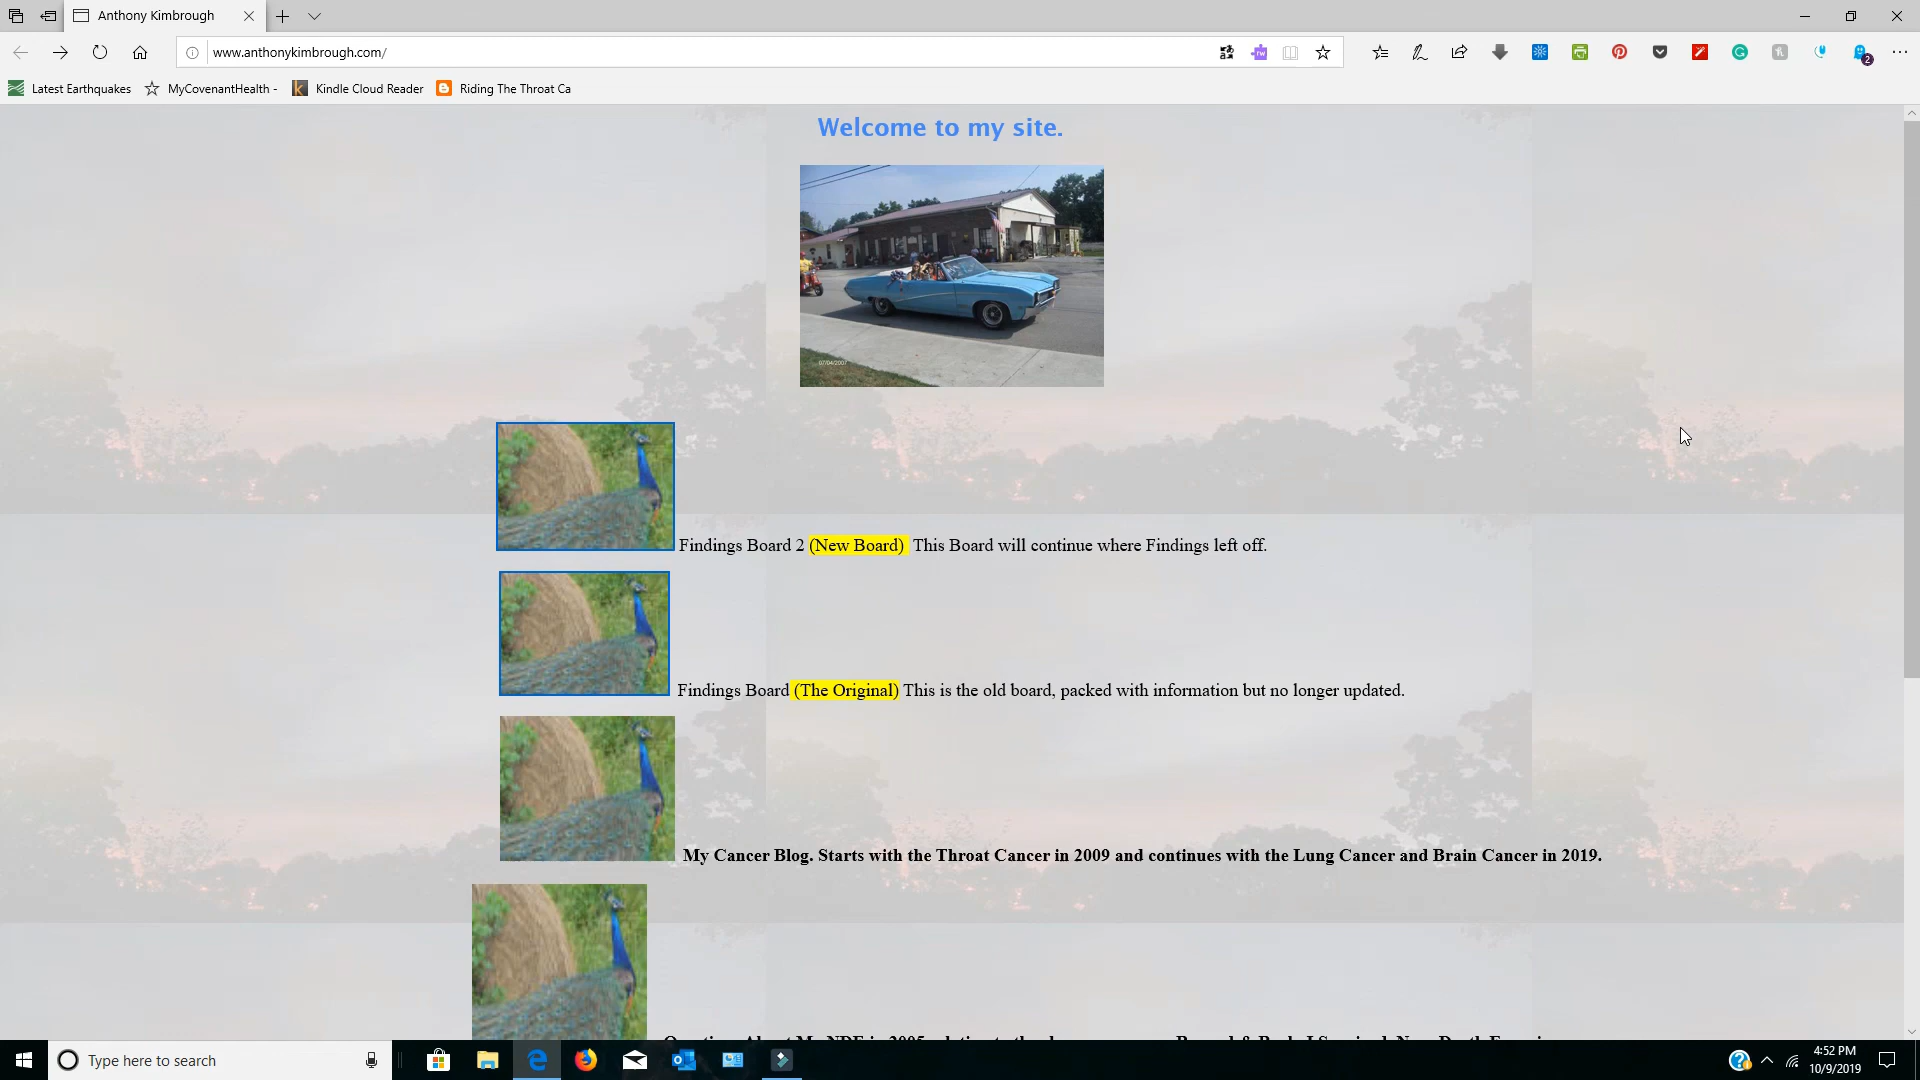 Anthony Kimbrough
www.anthonykimbrough.com/
Latest Earthquakes
MyCovenantHealth -
Kindle Cloud Reader
Riding The Throat Ca
Welcome to my site.
07/04/2007
Findings Board 2 (New Board) This Board will continue where Findings left off.
Findings Board (The Original) This is the old board, packed with information but no longer updated.
My Cancer Blog. Starts with the Throat Cancer in 2009 and continues with the Lung Cancer and Brain Cancer in 2019.
Type here to search
4:52 PM
10/9/2019
2